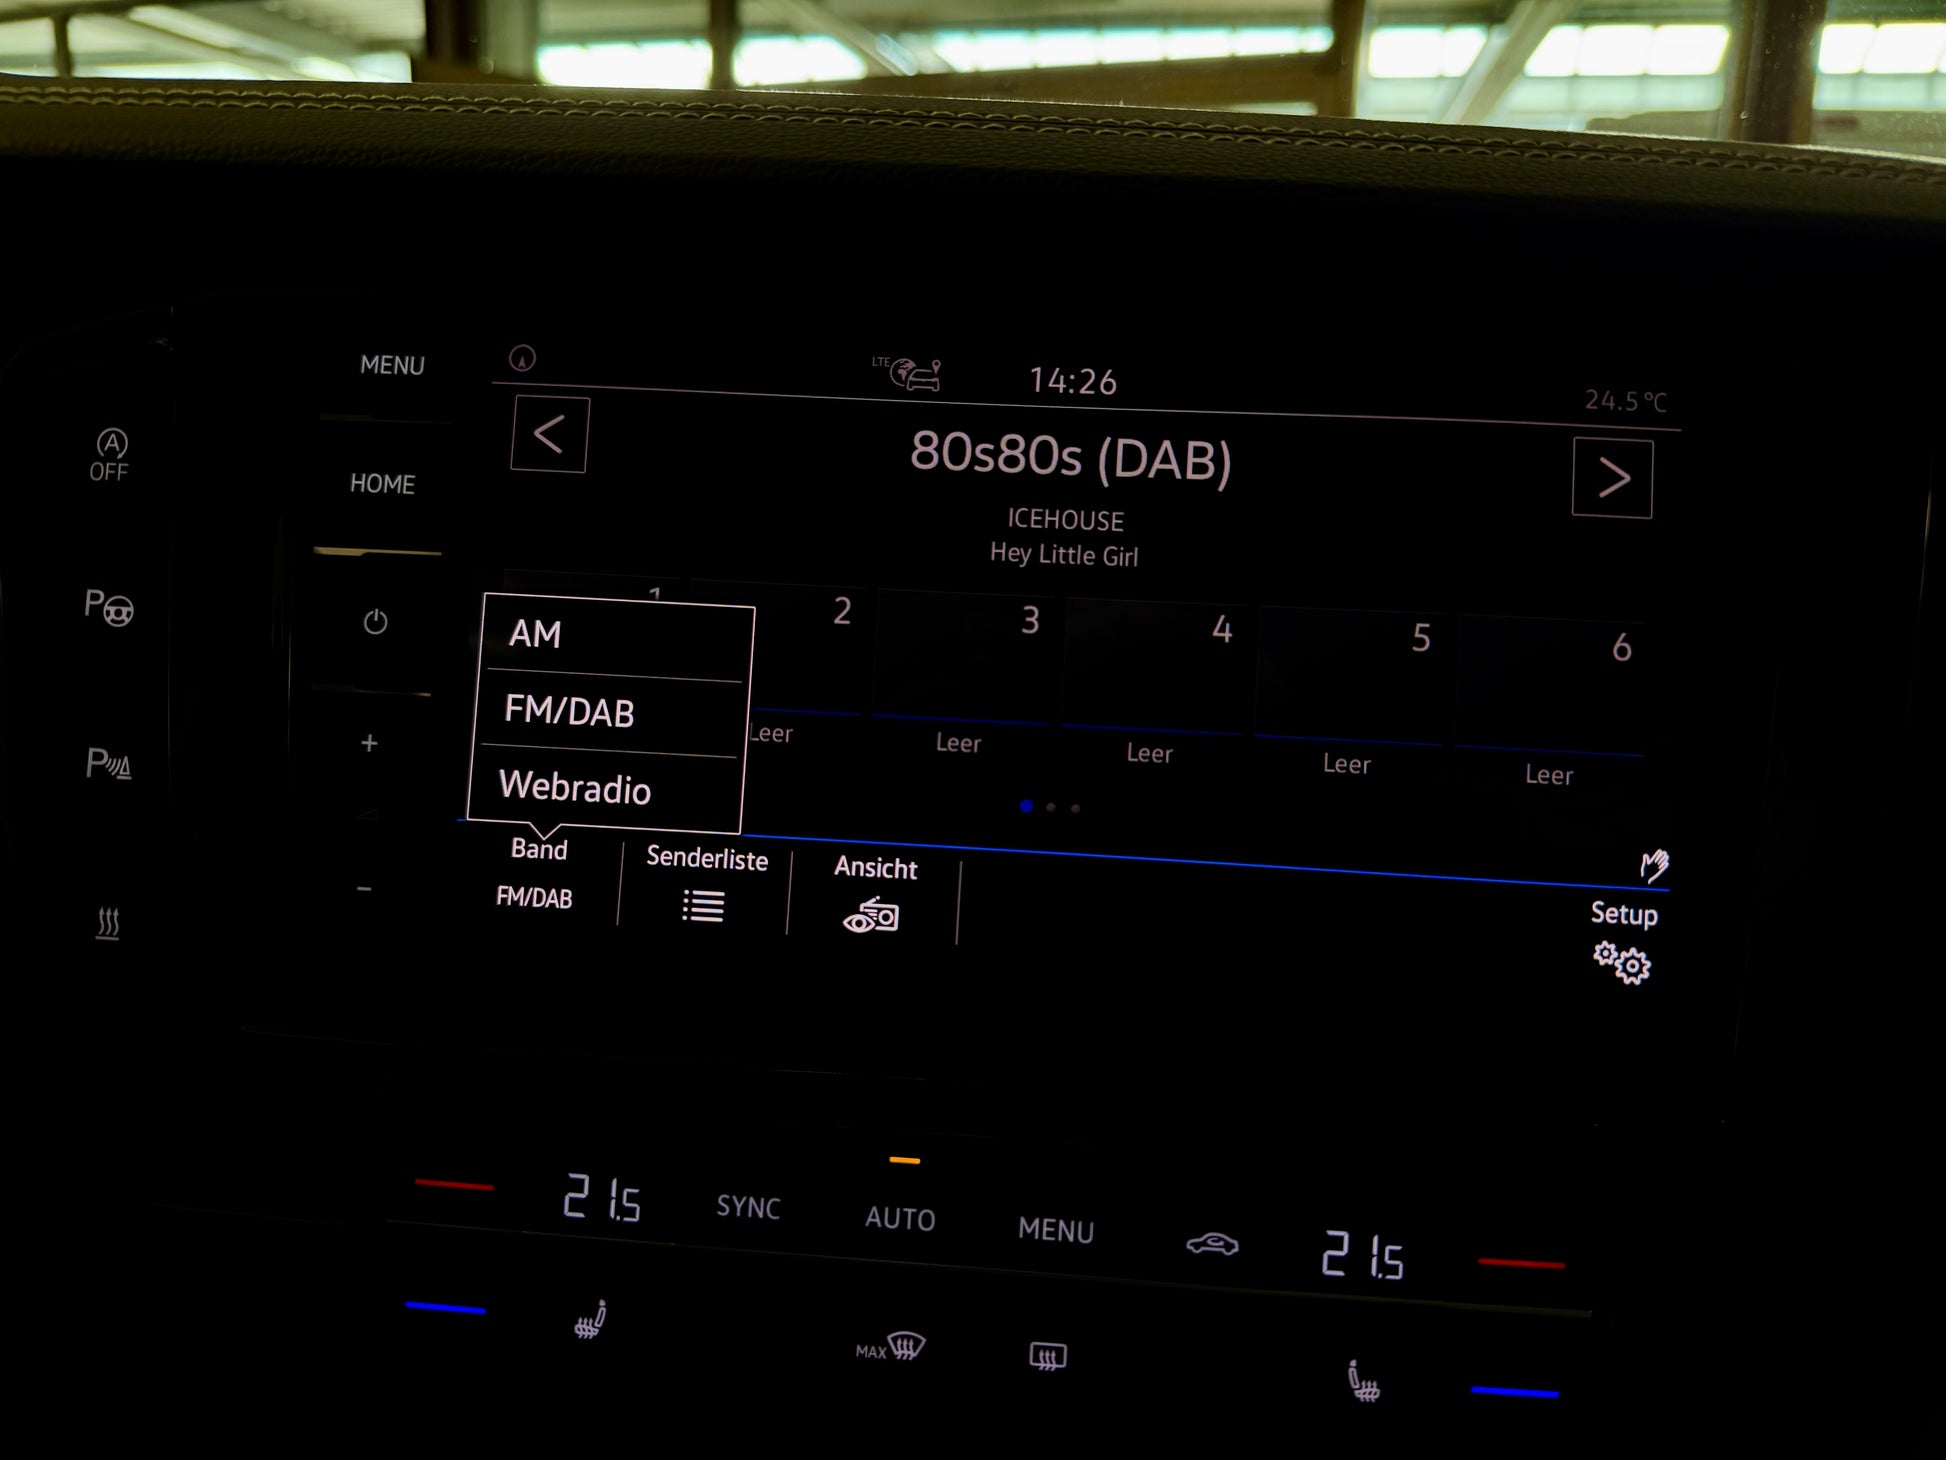 MENU
LTE
14:26
24.5°C
A
OFF
HOME
80s80s (DAB)
ICEHOUSE
Hey Little Girl
1
2
3
4
5
6
P
AM
FM/DAB
Webradio
Leer
Leer
Leer
Leer
Leer
P
+
-
Band
FM/DAB
Senderliste
Ansicht
Setup
21.5
SYNC
AUTO
MENU
21.5
MAX